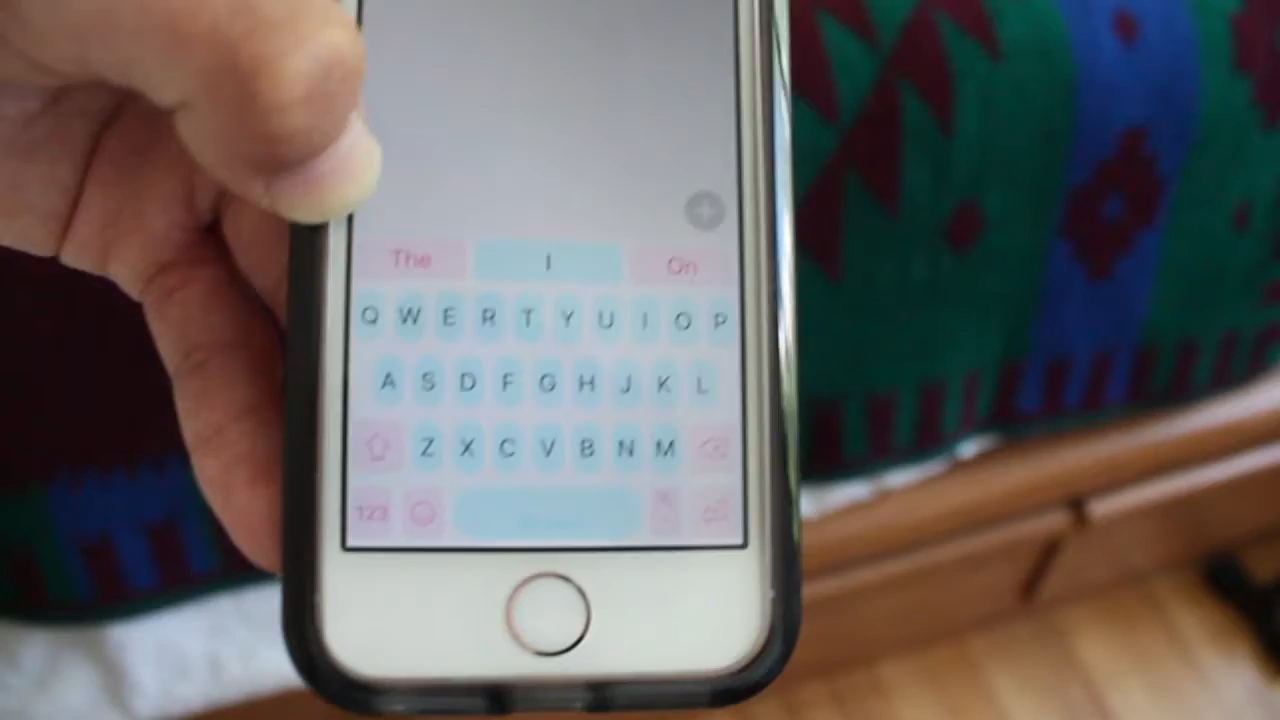 The I On
Q W E R T Y U I O P
A S D F G H J K L
Z X C V B N M
123